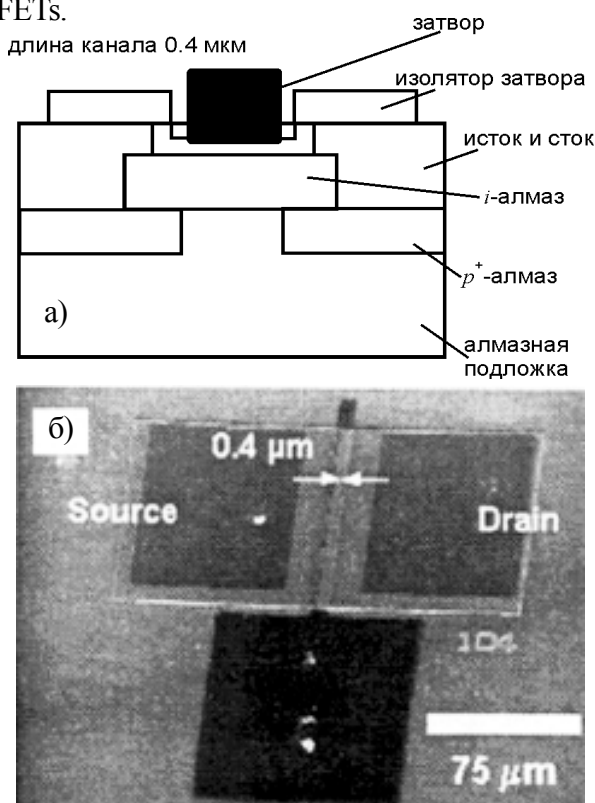 FETs.
длина канала 0.4 мкм
затвор
изолятор затвора
исток и сток
i-алмаз
p⁺-алмаз
а)
алмазная
подложка
б)
0.4 µm
Source
Drain
1D4
75 µm